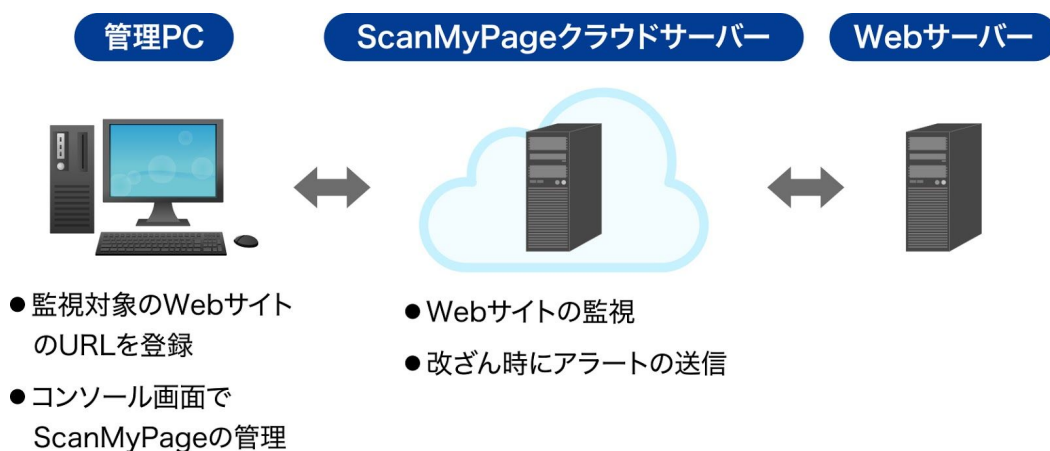 管理PC
ScanMyPageクラウドサーバー
Webサーバー
●監視対象のWebサイト
のURLを登録
●コンソール画面で
ScanMyPageの管理
●Webサイトの監視
●改ざん時にアラートの送信